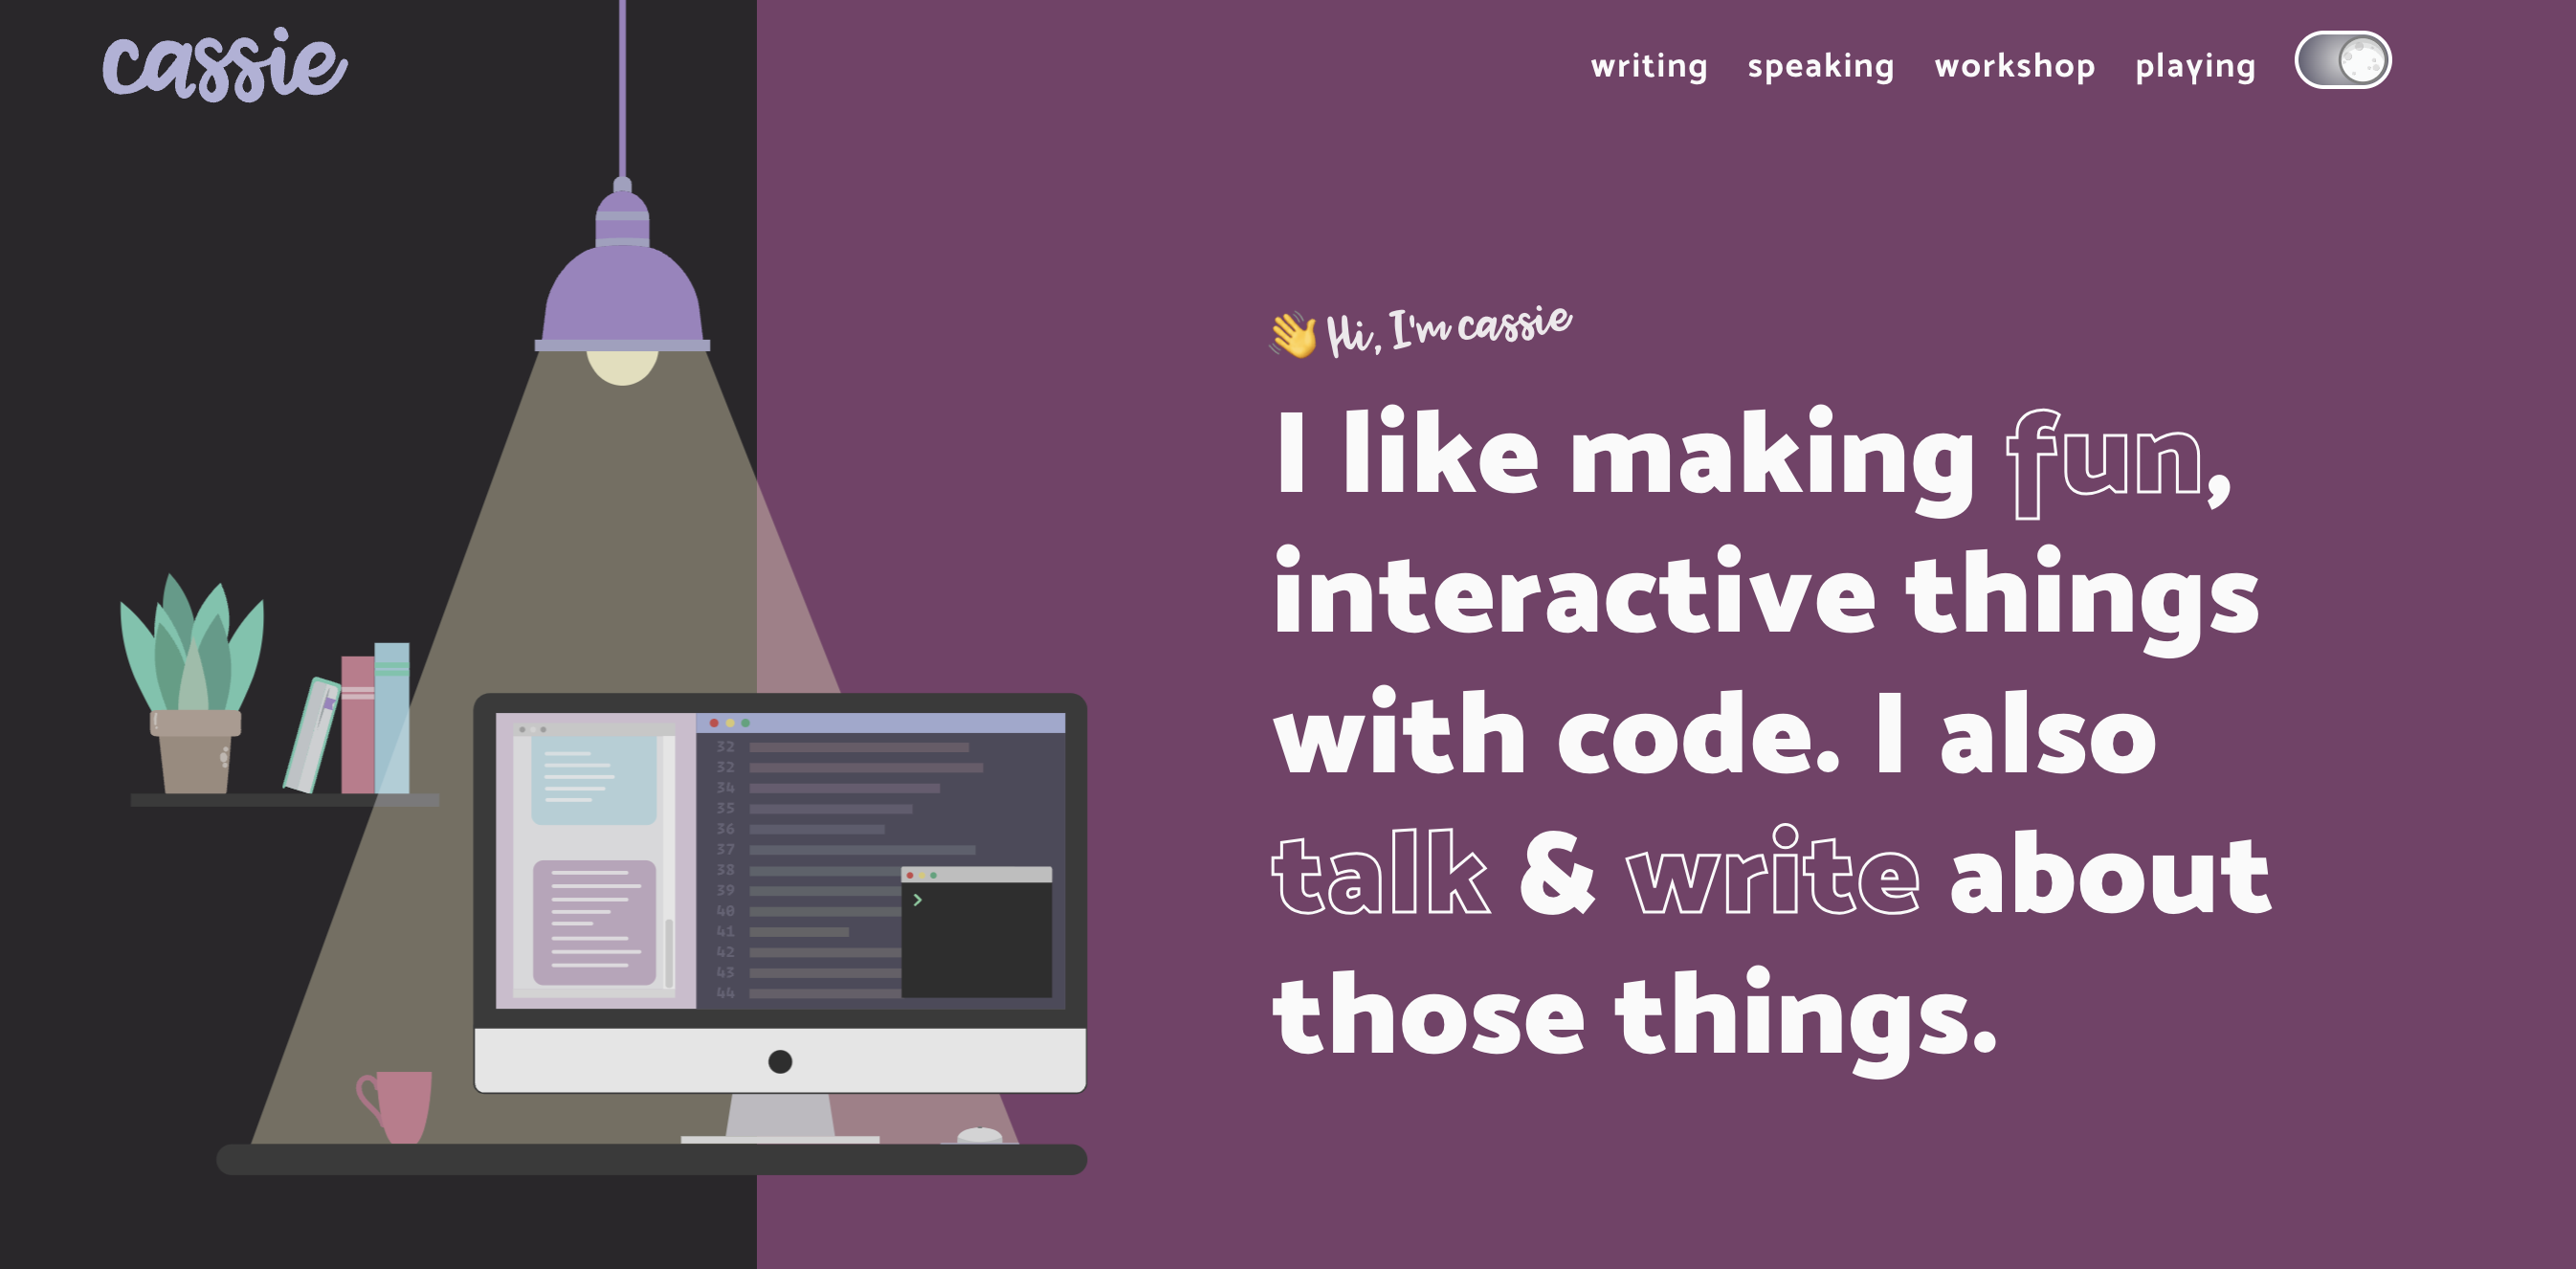 cassie
writing speaking workshop playing
Hi, I'm cassie
I like making fun,
interactive things
with code. I also
talk & write about
those things.
32
32
34
35
36
37
38
39
40
41
42
43
44